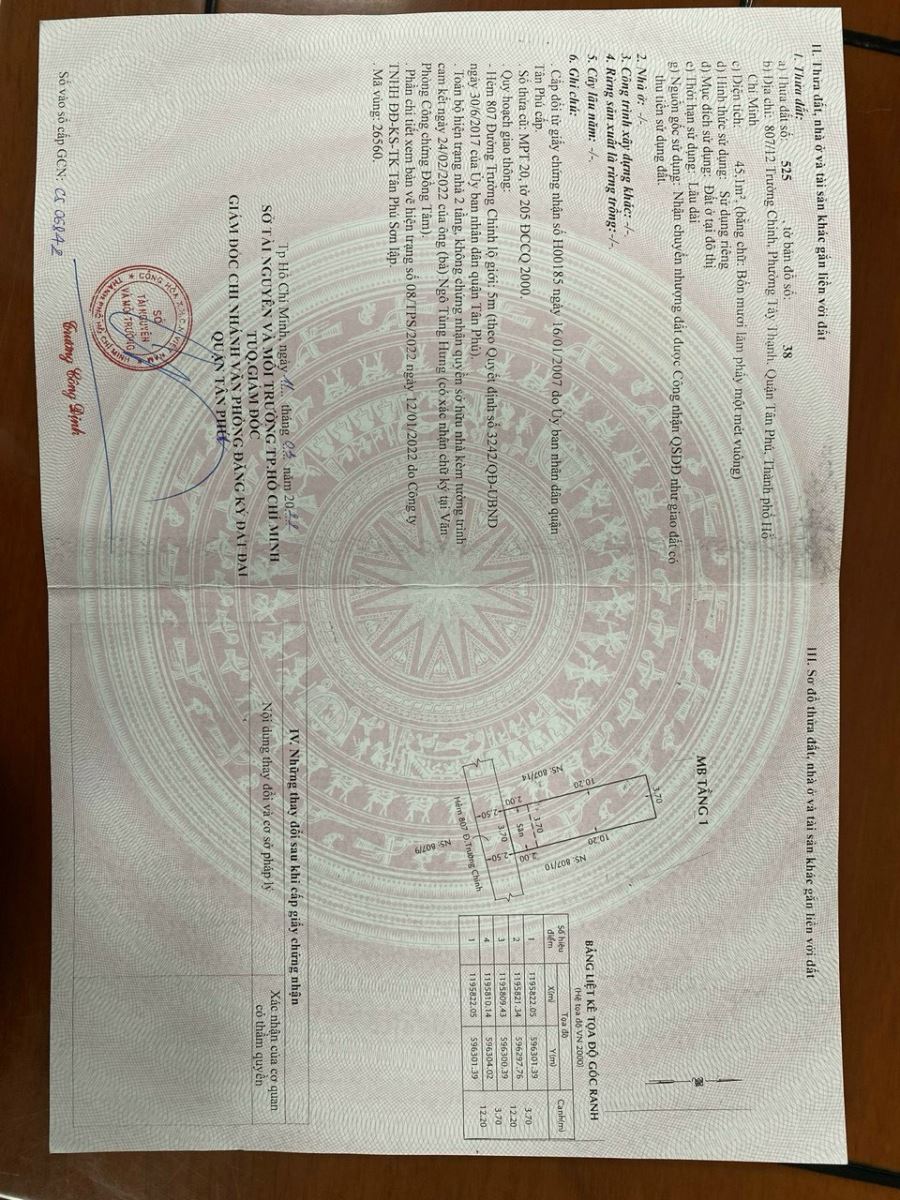 II. Thửa đất, nhà ở và tài sản khác gắn liền với đất
1. Thửa đất:
a) Thửa đất số: 525 , tờ bản đồ số: 38
b) Địa chỉ: 807/12 Trường Chinh, Phường Tây Thạnh, Quận Tân Phú, Thành phố Hồ
Chí Minh
c) Diện tích: 45.1m², (bằng chữ: Bốn mươi lăm phẩy một mét vuông)
d) Hình thức sử dụng: Sử dụng riêng
đ) Mục đích sử dụng: Đất ở tại đô thị
e) Thời hạn sử dụng: Lâu dài
g) Nguồn gốc sử dụng: Nhận chuyển nhượng đất được Công nhận QSDĐ như giao đất có
thu tiền sử dụng đất.
2. Nhà ở: -/-.
3. Công trình xây dựng khác: -/-.
4. Rừng sản xuất là rừng trồng: -/-.
5. Cây lâu năm: -/-.
6. Ghi chú:
. Cấp đổi từ giấy chứng nhận số H00185 ngày 16/01/2007 do Ủy ban nhân dân quận
Tân Phú cấp.
Số thửa cũ: MPT 20, tờ 205 ĐCCQ 2000.
Quy hoạch giao thông:
- Hẻm 807 Đường Trường Chinh lộ giới: 5m (theo Quyết định số 3242/QĐ-UBND
ngày 30/6/2017 của Ủy ban nhân dân quận Tân Phú).
. Toàn bộ hiện trạng nhà 2 tầng, không chứng nhận quyền sở hữu nhà kèm tường trình
cam kết ngày 24/02/2022 của ông (bà) Ngô Tùng Hưng (có xác nhận chữ ký tại Văn
Phòng Công chứng Đồng Tâm).
. Phần chi tiết xem bản vẽ hiện trạng số 08/TPS/2022 ngày 12/01/2022 do Công ty
TNHH ĐĐ-KS-TK Tân Phú Sơn lập.
. Mã vùng: 26560.
Tp Hồ Chí Minh, ngày 11 tháng 03 năm 2022
SỞ TÀI NGUYÊN VÀ MÔI TRƯỜNG TP.HỒ CHÍ MINH
TUQ.GIÁM ĐỐC
GIÁM ĐỐC CHI NHÁNH VĂN PHÒNG ĐĂNG KÝ ĐẤT ĐAI
QUẬN TÂN PHÚ
SỞ
TÀI NGUYÊN
VÀ MÔI TRƯỜNG
Trương Công Định
Số vào sổ cấp GCN: CS 06842
III. Sơ đồ thửa đất, nhà ở và tài sản khác gắn liền với đất
MB TẦNG 1
3.70
10.20
10.20
NS: 807/14
NS: 807/10
3.70
Sân
2.00
2.00
3.70
2.50
2.50
Hẻm 807 Đ.Trường Chinh
NS: 807/9
BẢNG LIỆT KÊ TỌA ĐỘ GÓC RANH
(Hệ tọa độ VN 2000)
Số hiệu điểm Tọa độ Cạnh(m)
X(m) Y(m)
1 1195822.05 596301.39
3.70
2 1195821.34 596297.76
12.20
3 1195809.43 596300.39
3.70
4 1195810.14 596304.02
12.20
1 1195822.05 596301.39
IV. Những thay đổi sau khi cấp giấy chứng nhận
Nội dung thay đổi và cơ sở pháp lý
Xác nhận của cơ quan
có thẩm quyền